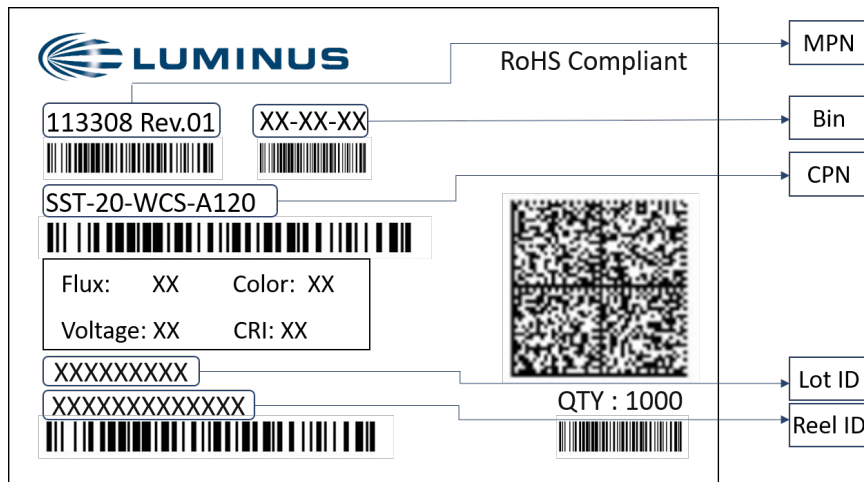 LUMINUS
RoHS Compliant
MPN
113308 Rev.01
XX-XX-XX
Bin
SST-20-WCS-A120
CPN
Flux: XX Color: XX
Voltage: XX CRI: XX
XXXXXXXXX
Lot ID
XXXXXXXXXXXXX
QTY : 1000
Reel ID